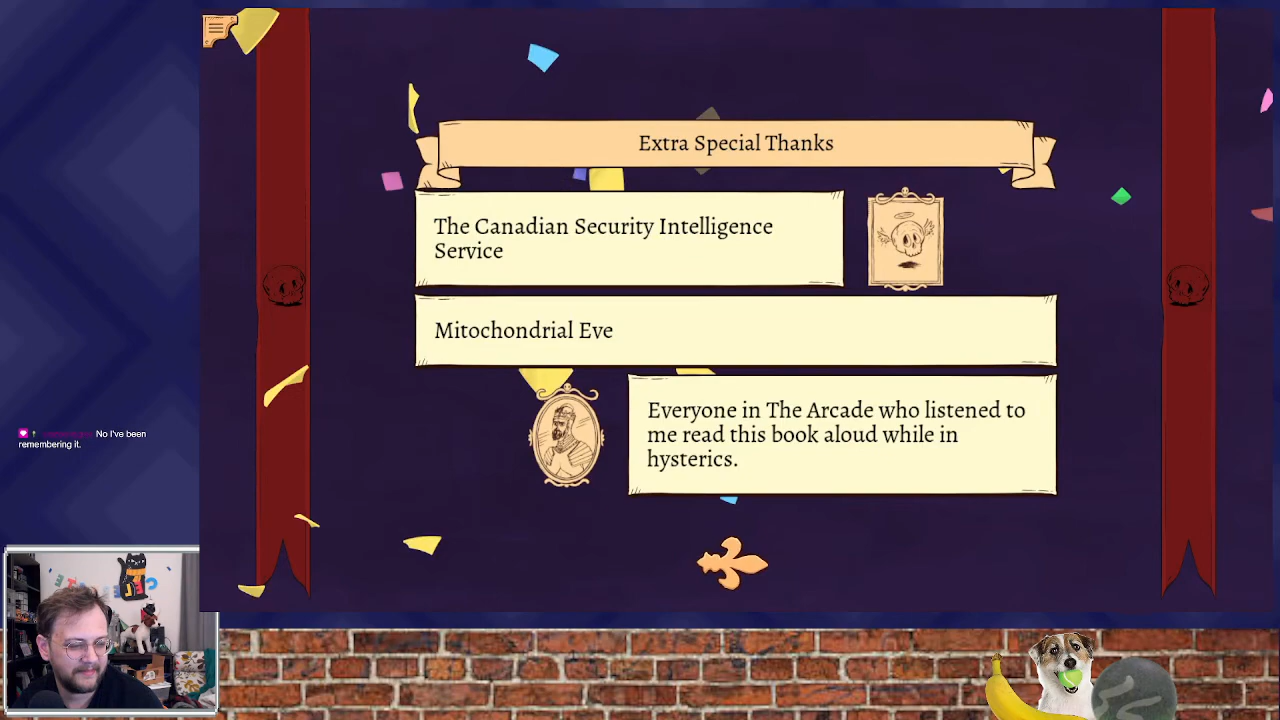 Extra Special Thanks
The Canadian Security Intelligence
Service
Mitochondrial Eve
Everyone in The Arcade who listened to
me read this book aloud while in
hysterics.
No I've been
remembering it.